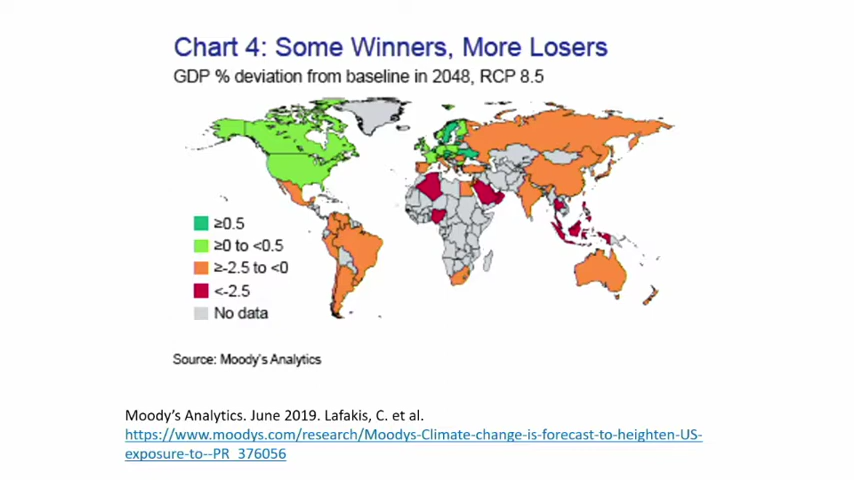 Chart 4: Some Winners, More Losers
GDP % deviation from baseline in 2048, RCP 8.5
≥0.5
≥0 to <0.5
≥-2.5 to <0
<-2.5
No data
Source: Moody's Analytics
Moody's Analytics. June 2019. Lafakis, C. et al.
https://www.moodys.com/research/Moodys-Climate-change-is-forecast-to-heighten-US-
exposure-to--PR_376056